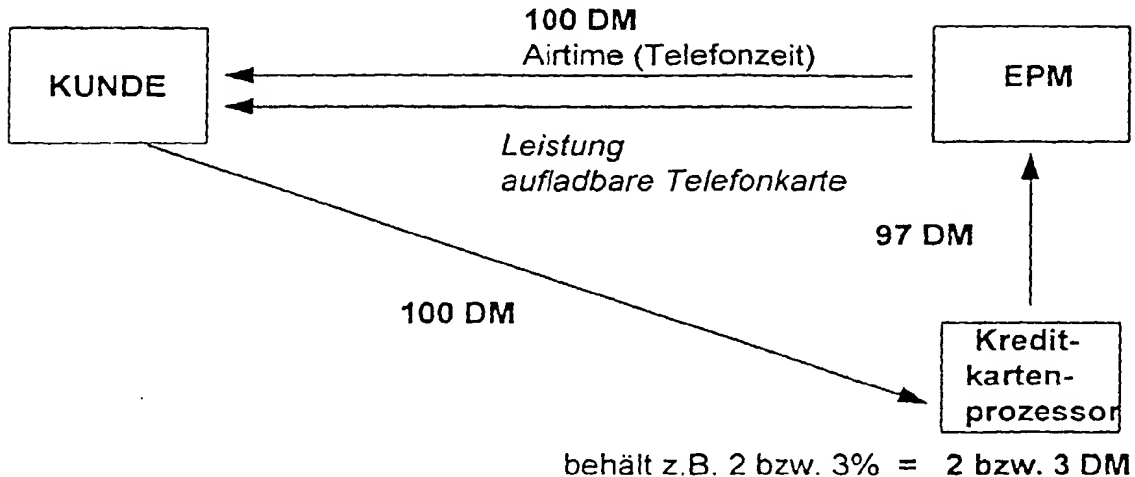 100 DM
Airtime (Telefonzeit)
KUNDE
EPM
Leistung
aufladbare Telefonkarte
97 DM
100 DM
Kredit-
karten-
prozessor
behält z.B. 2 bzw. 3% = 2 bzw. 3 DM